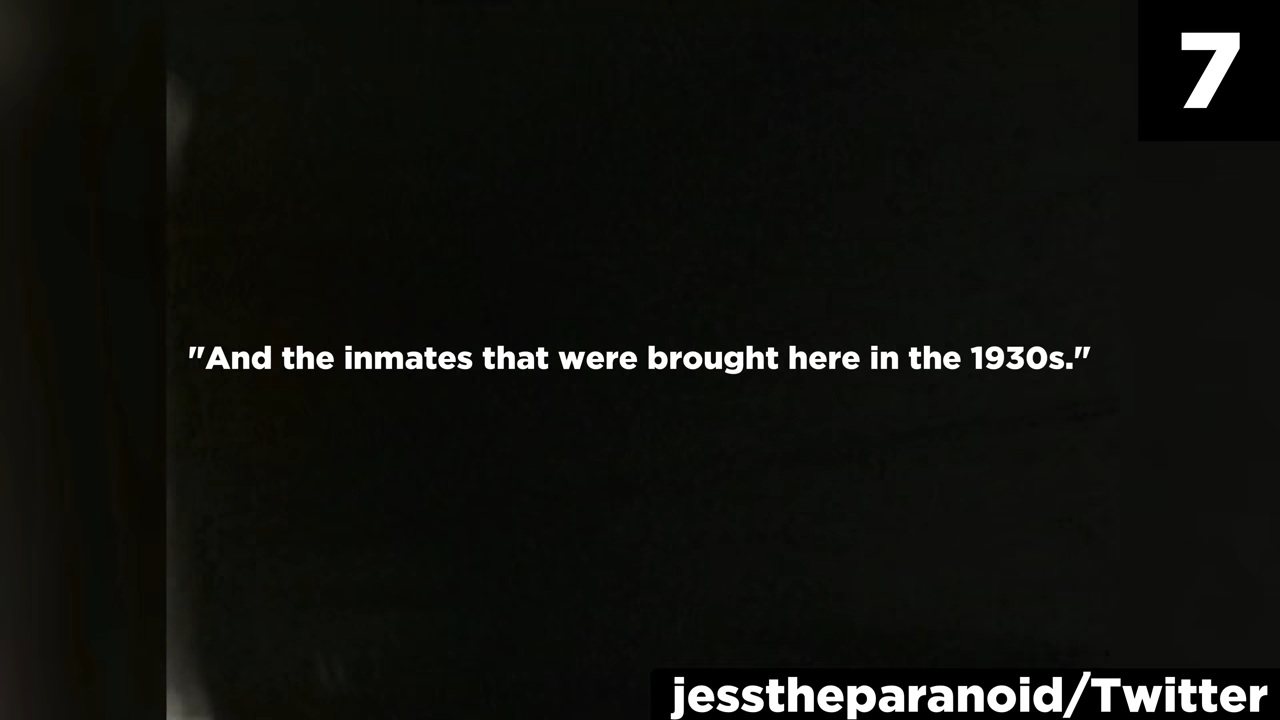 7
"And the inmates that were brought here in the 1930s."
jesstheparanoid/Twitter